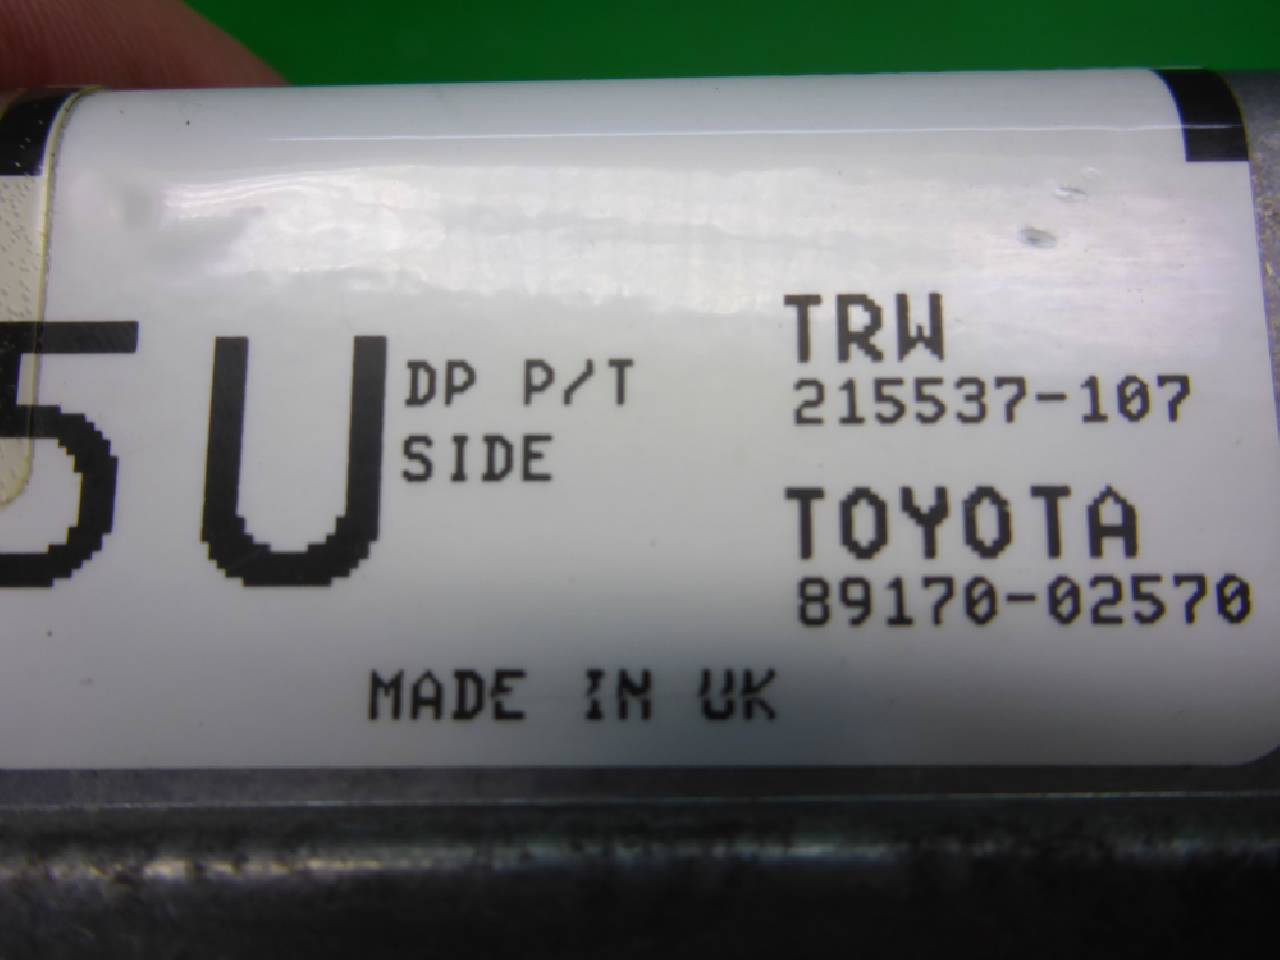 5U
DP P/T
SIDE
TRW
215537-107
TOYOTA
89170-02570
MADE IN UK